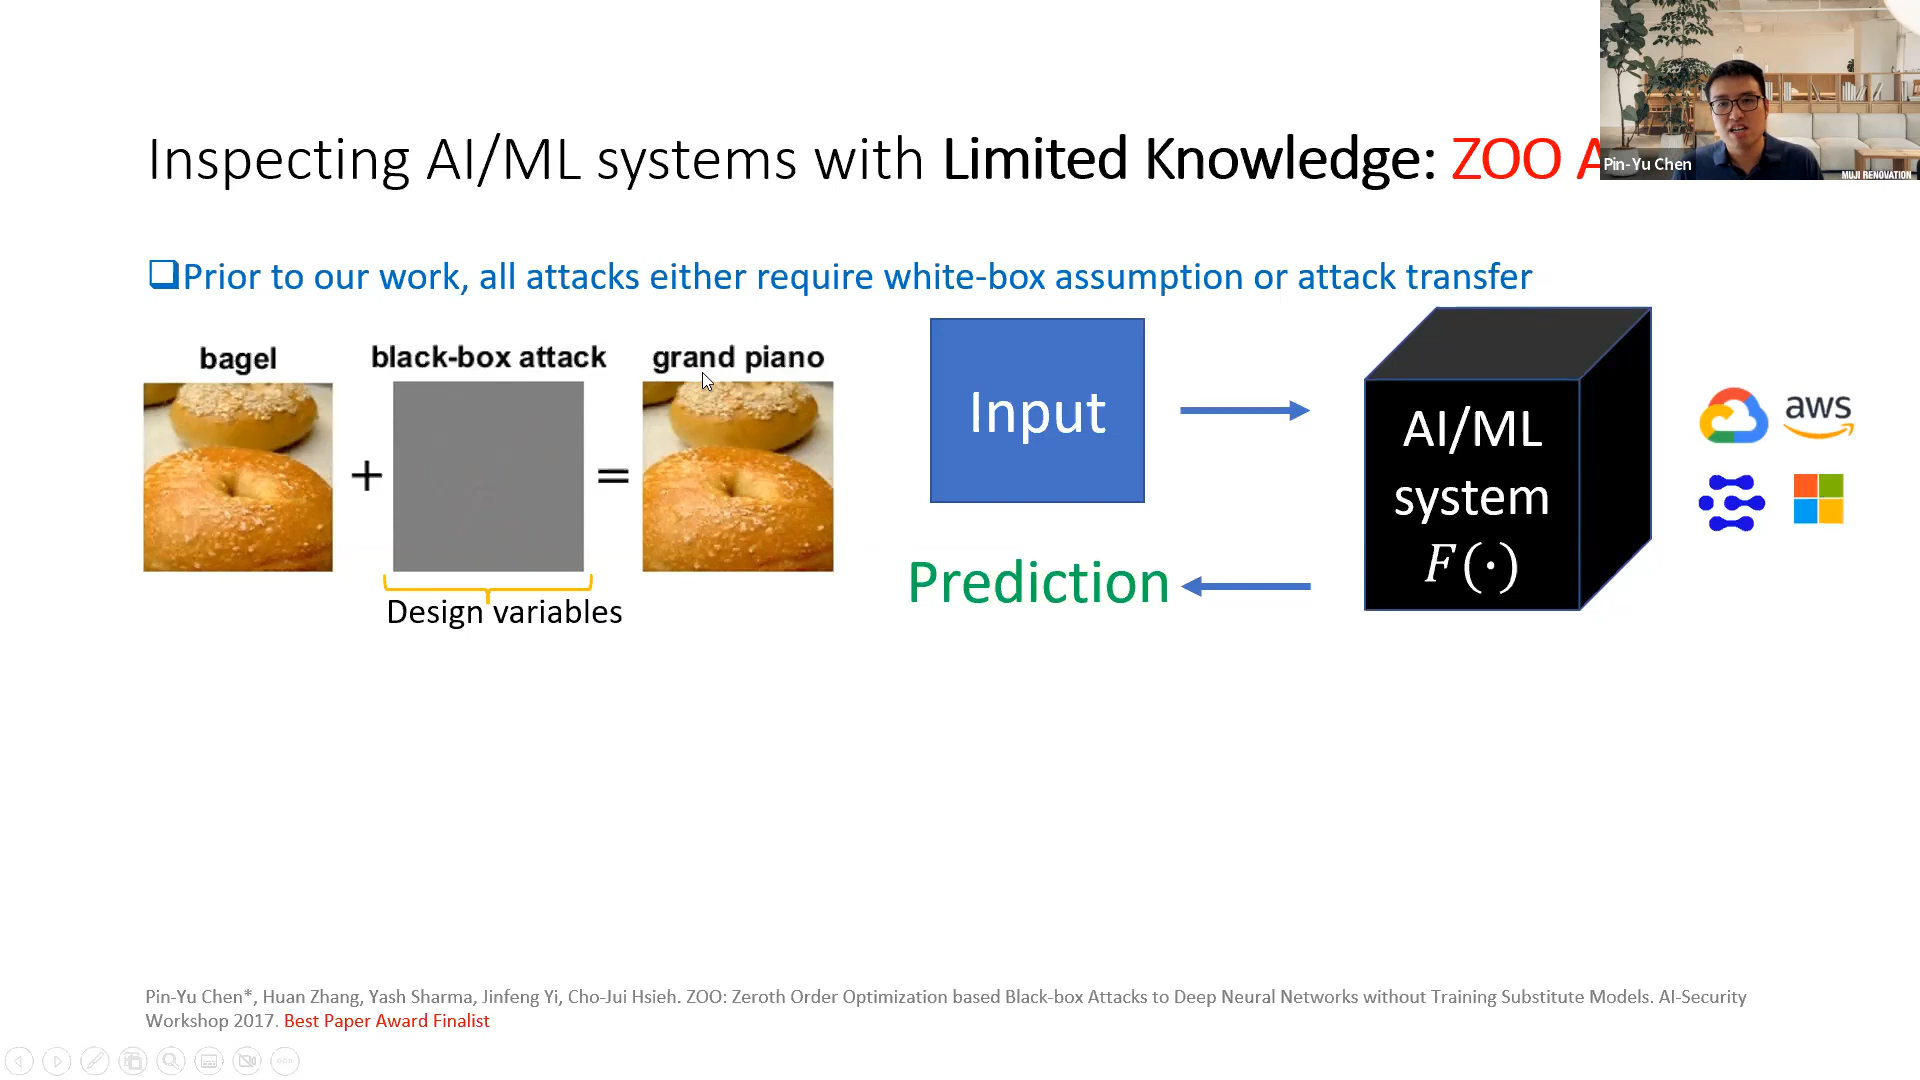 Inspecting AI/ML systems with Limited Knowledge: ZOO A
Pin-Yu Chen
MUJI RENOVATION
❑Prior to our work, all attacks either require white-box assumption or attack transfer
bagel
black-box attack
grand piano
+
=
Design variables
Input
Prediction
AI/ML
system
F(·)
aws
Pin-Yu Chen*, Huan Zhang, Yash Sharma, Jinfeng Yi, Cho-Jui Hsieh. ZOO: Zeroth Order Optimization based Black-box Attacks to Deep Neural Networks without Training Substitute Models. AI-Security
Workshop 2017. Best Paper Award Finalist